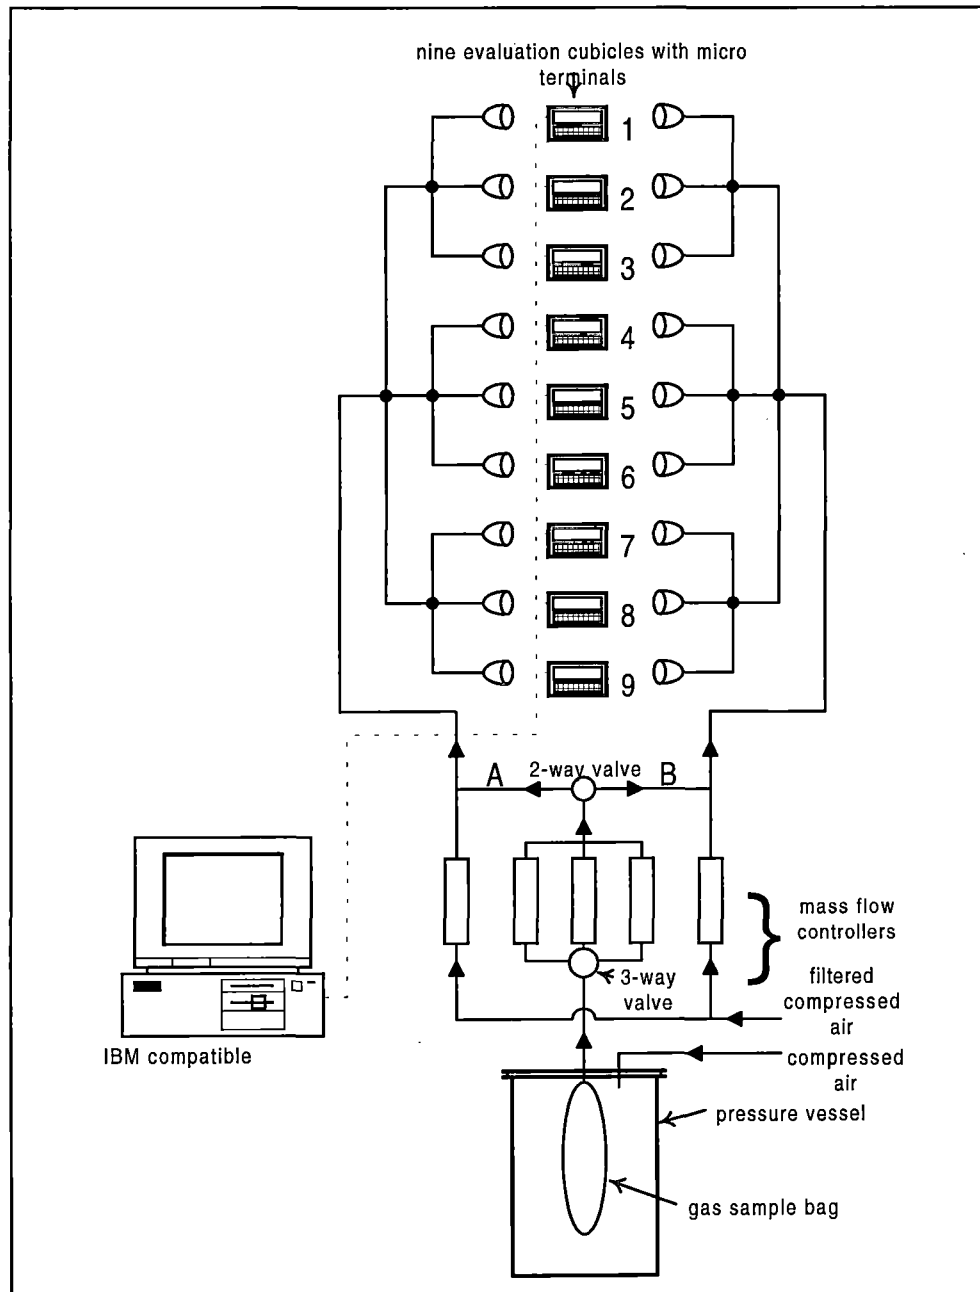 nine evaluation cubicles with micro
terminals
1
2
3
4
5
6
7
8
9
A
2-way valve
B
mass flow
controllers
3-way
valve
filtered
compressed
air
IBM compatible
compressed
air
pressure vessel
gas sample bag